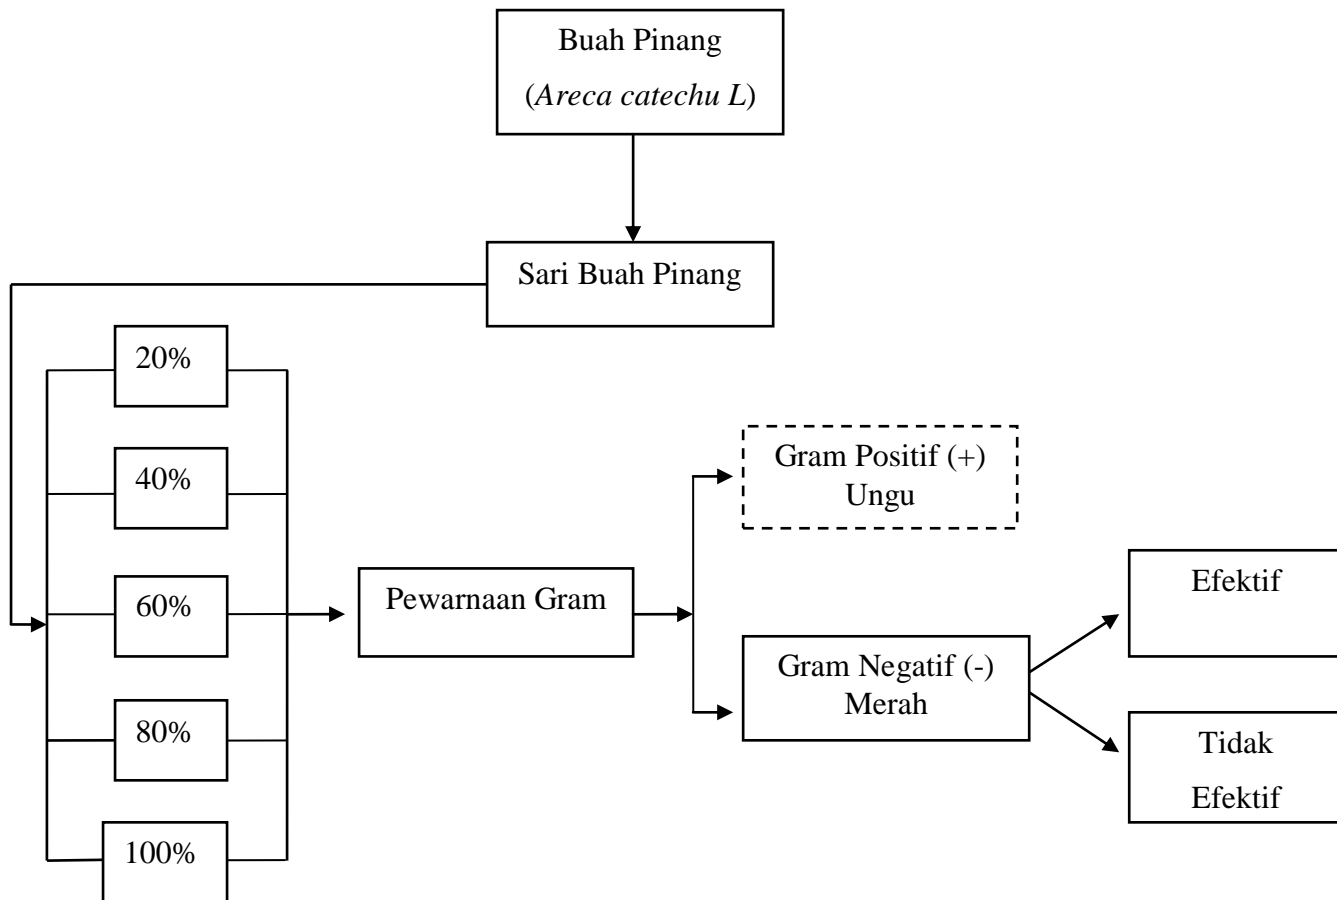 Buah Pinang
(Areca catechu L)
Sari Buah Pinang
20%
40%
60%
80%
100%
Pewarnaan Gram
Gram Positif (+)
Ungu
Gram Negatif (-)
Merah
Efektif
Tidak
Efektif